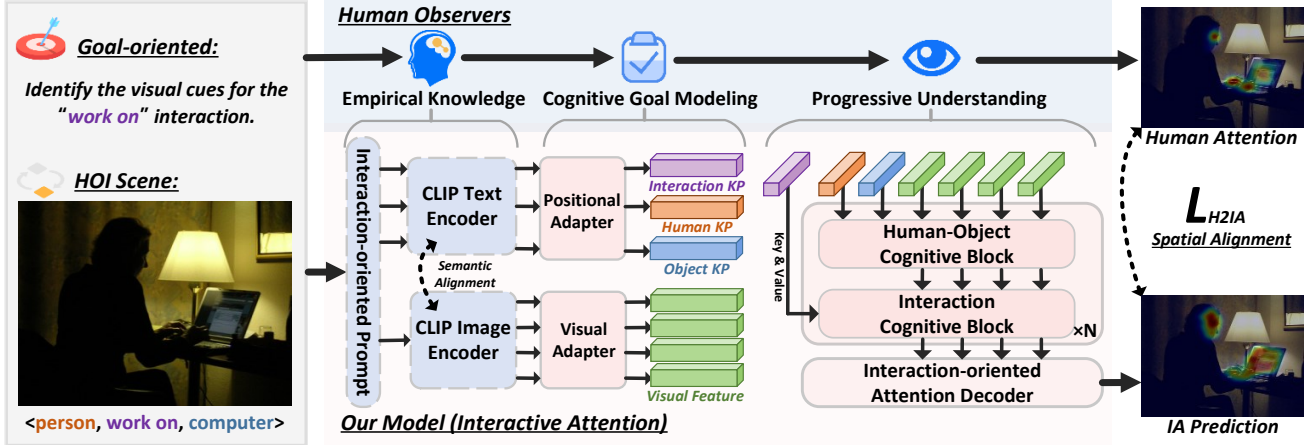 Goal-oriented:
Identify the visual cues for the
“work on” interaction.
HOI Scene:
<person, work on, computer>
Human Observers
Empirical Knowledge
Cognitive Goal Modeling
Progressive Understanding
Interaction-oriented Prompt
CLIP Text
Encoder
Semantic
Alignment
CLIP Image
Encoder
Positional
Adapter
Visual
Adapter
Interaction KP
Human KP
Object KP
Visual Feature
Key & Value
Human-Object
Cognitive Block
Interaction
Cognitive Block
×N
Interaction-oriented
Attention Decoder
Our Model (Interactive Attention)
Human Attention
LH2IA
Spatial Alignment
IA Prediction